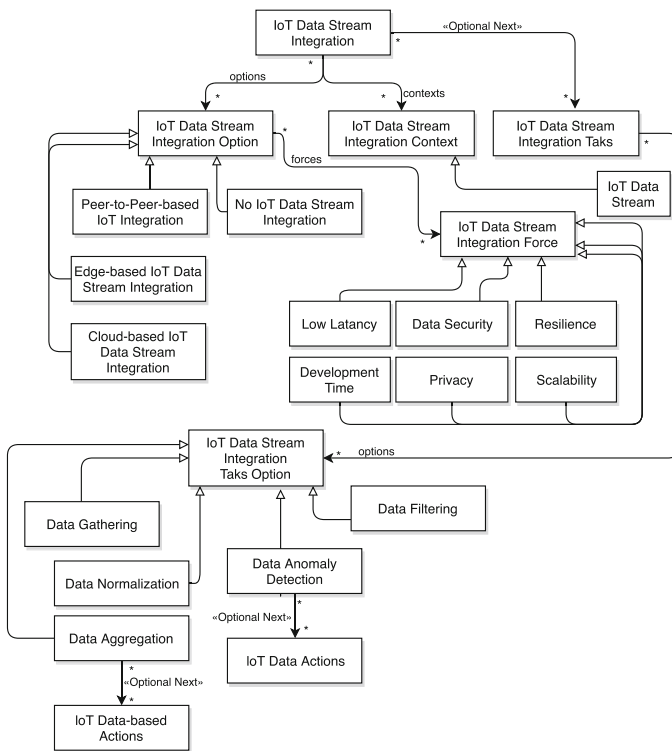 IoT Data Stream
Integration
«Optional Next»
*
*
*
options
contexts
*
*
IoT Data Stream
Integration Option
*
IoT Data Stream
Integration Context
IoT Data Stream
Integration Taks
*
forces
Peer-to-Peer-based
IoT Integration
No IoT Data Stream
Integration
IoT Data
Stream
IoT Data Stream
Integration Force
*
Edge-based IoT Data
Stream Integration
Low Latancy
Data Security
Resilience
Cloud-based IoT
Data Stream
Integration
Development
Time
Privacy
Scalability
IoT Data Stream
Integration
Taks Option
*
options
Data Gathering
Data Filtering
Data Normalization
Data Anomaly
Detection
*
«Optional Next»
*
Data Aggregation
IoT Data Actions
*
«Optional Next»
*
IoT Data-based
Actions